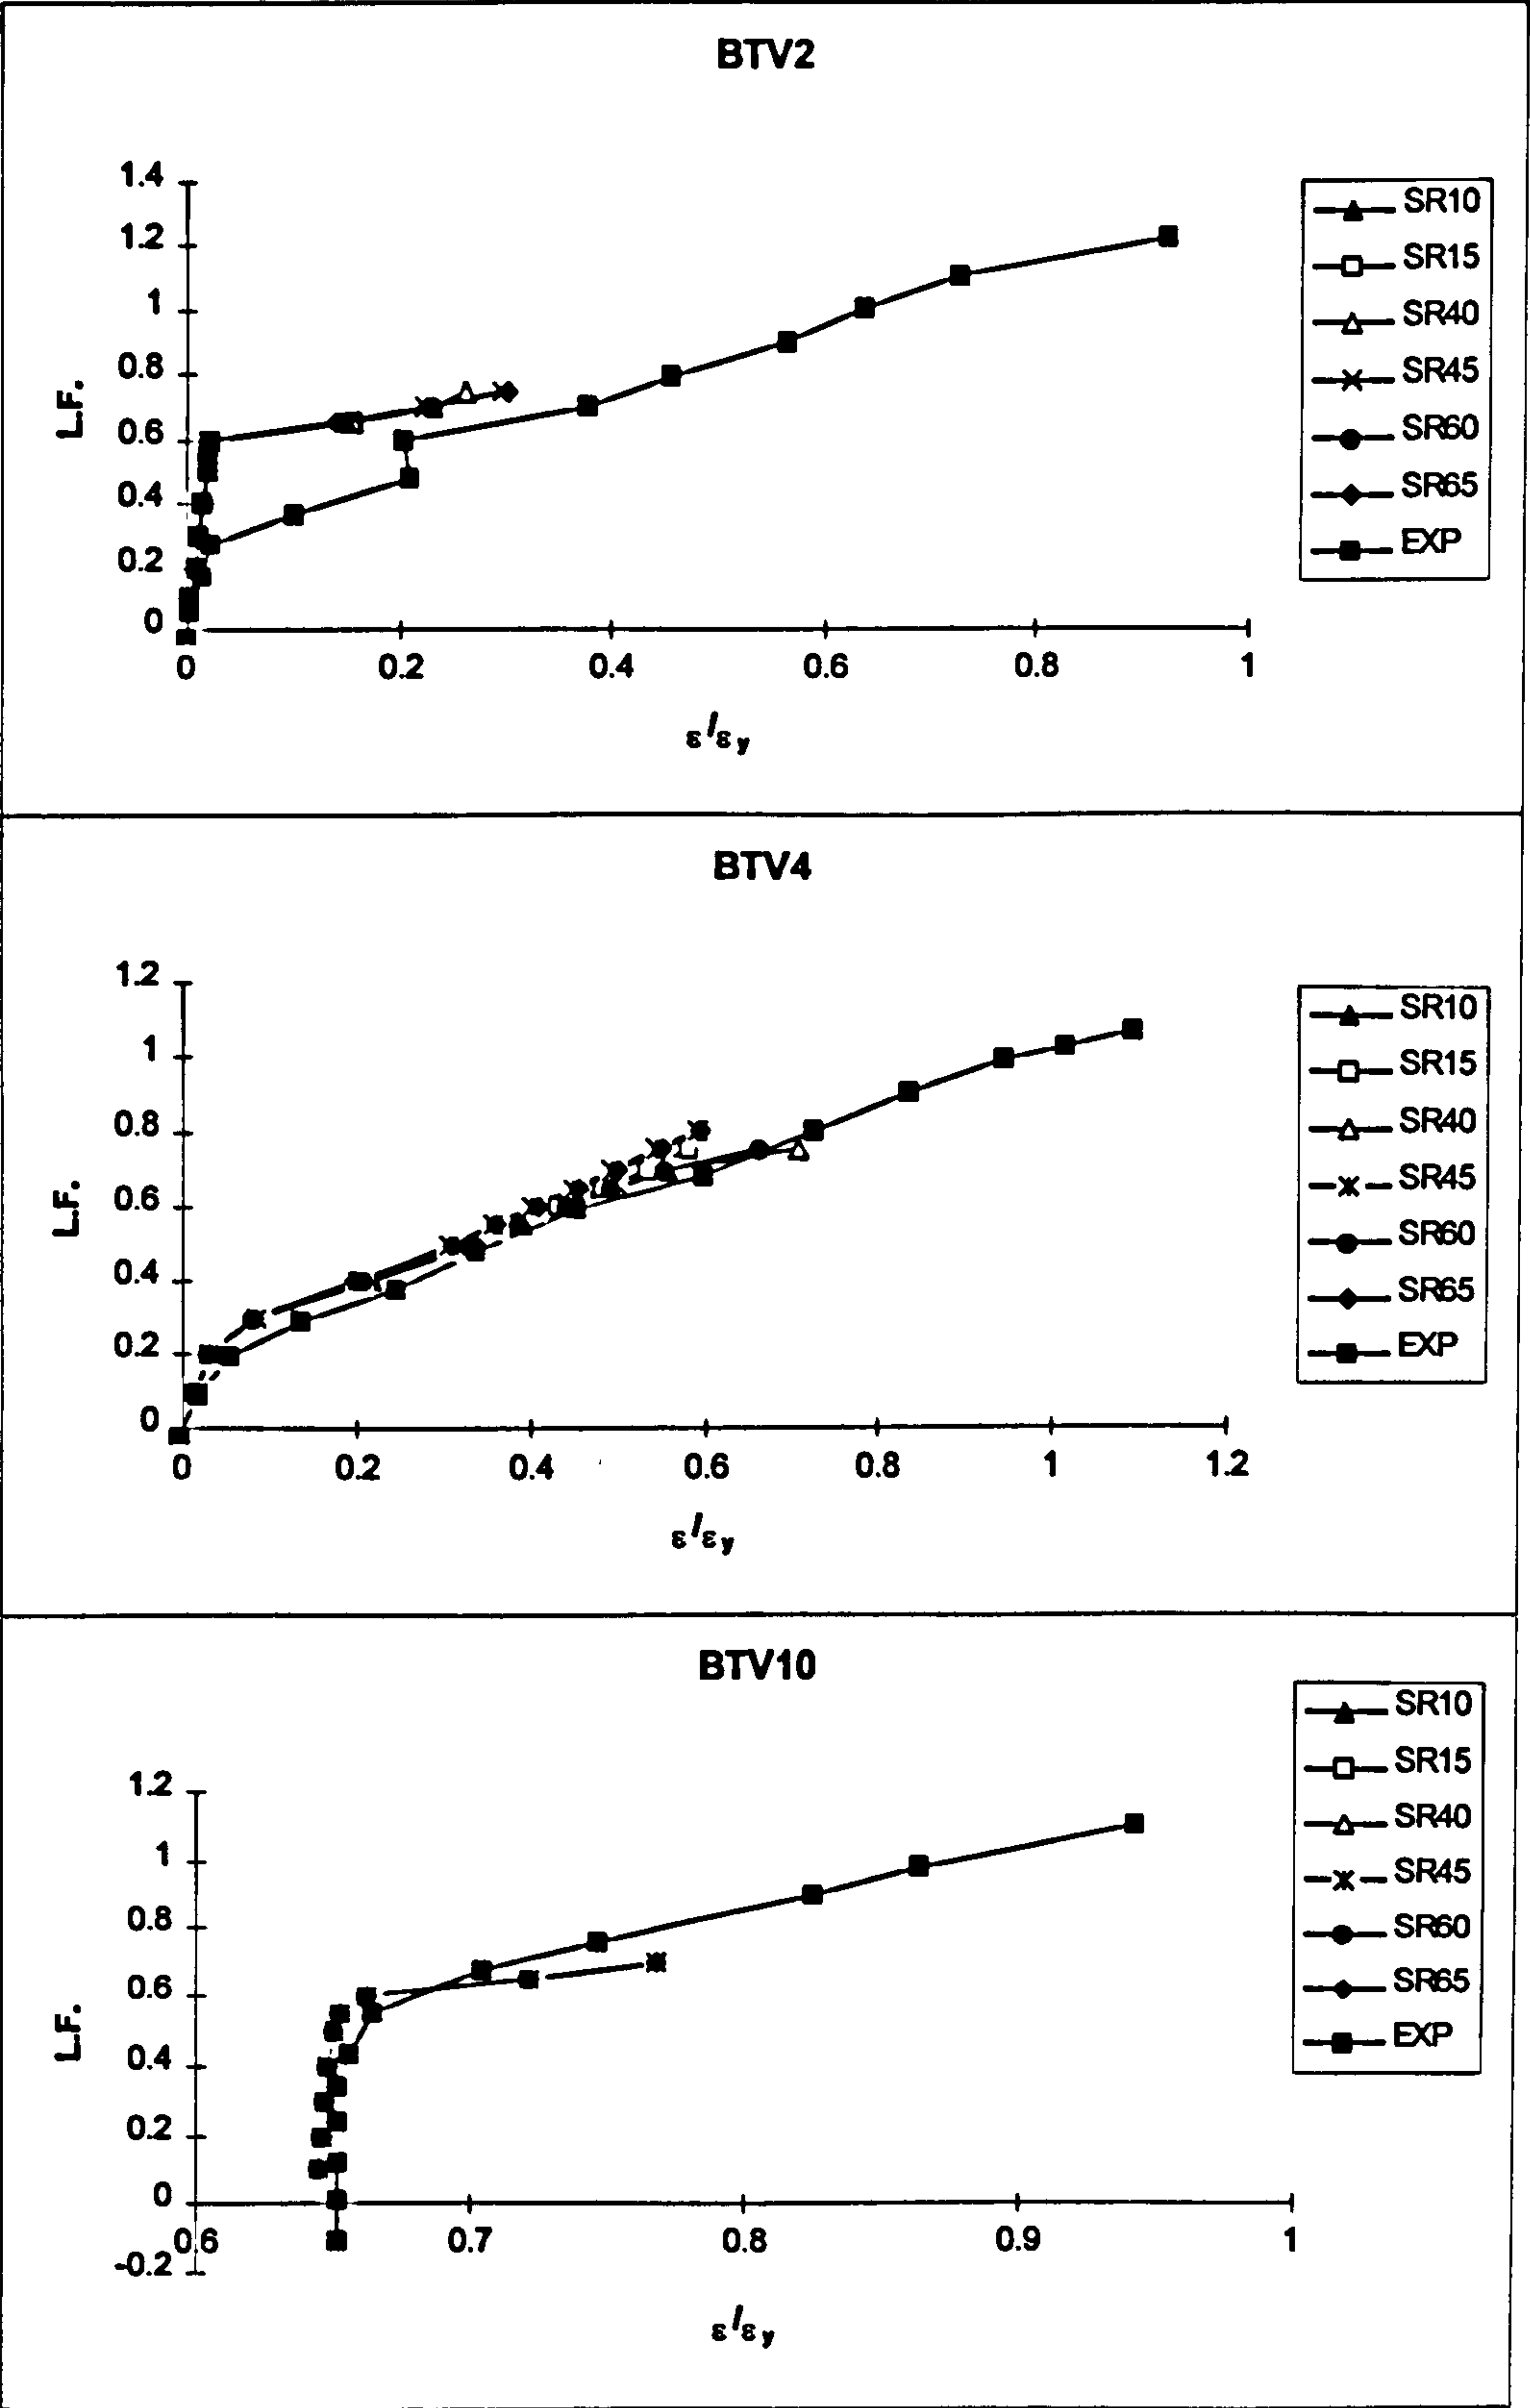 BTV2
1.4
1.2
1
0.8
0.6
0.4
0.2
0
L.F.
0 0.2 0.4 0.6 0.8 1
ε/εy
SR10
SR15
SR40
SR45
SR60
SR65
EXP
BTV4
1.2
1
0.8
0.6
0.4
0.2
0
L.F.
0 0.2 0.4 0.6 0.8 1 1.2
ε/εy
SR10
SR15
SR40
SR45
SR60
SR65
EXP
BTV10
1.2
1
0.8
0.6
0.4
0.2
0
-0.2
L.F.
0.6 0.7 0.8 0.9 1
ε/εy
SR10
SR15
SR40
SR45
SR60
SR65
EXP